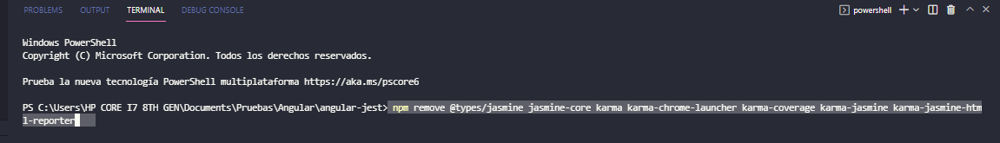 PROBLEMS OUTPUT TERMINAL DEBUG CONSOLE powershell
Windows PowerShell
Copyright (C) Microsoft Corporation. Todos los derechos reservados.
Prueba la nueva tecnología PowerShell multiplataforma https://aka.ms/pscore6
PS C:\Users\HP CORE I7 8TH GEN\Documents\Pruebas\Angular\angular-jest> npm remove @types/jasmine jasmine-core karma karma-chrome-launcher karma-coverage karma-jasmine karma-jasmine-htm
l-reporter